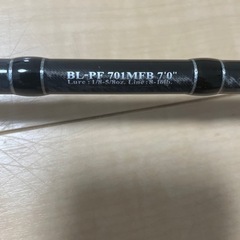 BL-PF 701MFB 7'0"
Lure : 1/8-5/8oz. Line : 8-16lb.